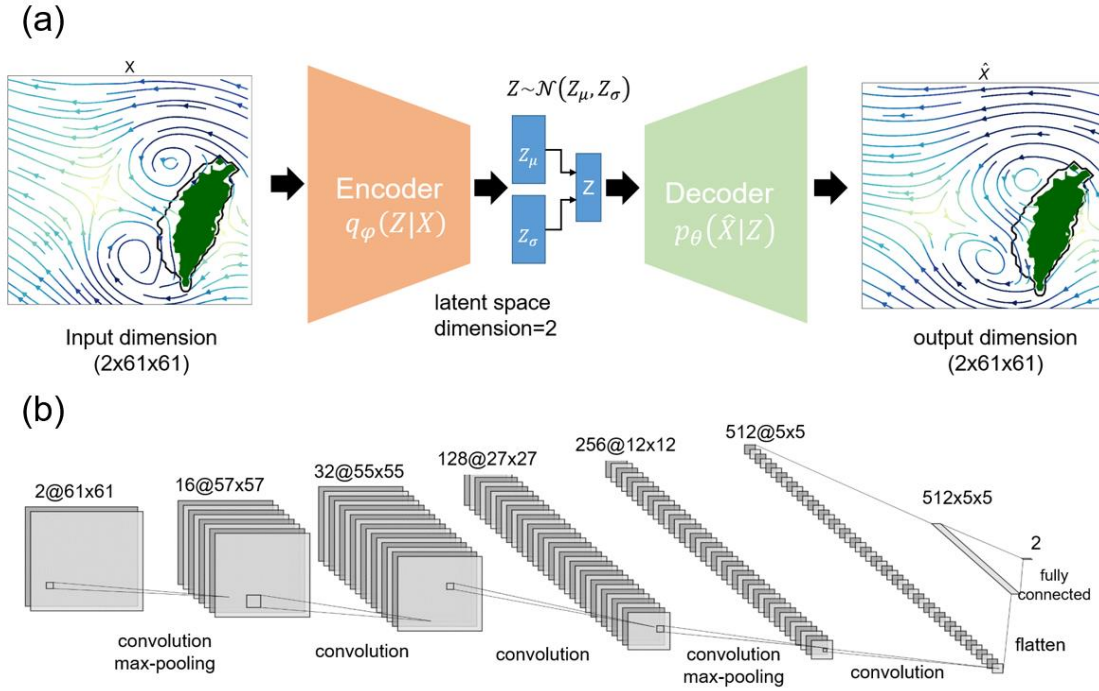 (a)
X
Z~𝒩(Z_μ, Z_σ)
X̂
Z_μ
Encoder
Z
Decoder
q_φ(Z|X)
Z_σ
p_θ(X̂|Z)
latent space
dimension=2
Input dimension
(2x61x61)
output dimension
(2x61x61)
(b)
2@61x61
16@57x57
32@55x55
128@27x27
256@12x12
512@5x5
512x5x5
2
fully
connected
convolution
max-pooling
convolution
convolution
convolution
max-pooling
convolution
flatten